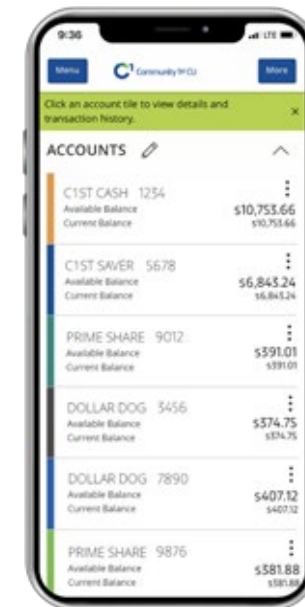 9:36
LTE
Menu
Community 1st CU
More
Click an account tile to view details and
transaction history.
×
ACCOUNTS
C1ST CASH 1234
Available Balance $10,753.66
Current Balance $10,753.66
C1ST SAVER 5678
Available Balance $6,843.24
Current Balance $6,843.24
PRIME SHARE 9012
Available Balance $391.01
Current Balance $391.01
DOLLAR DOG 3456
Available Balance $374.75
Current Balance $374.75
DOLLAR DOG 7890
Available Balance $407.12
Current Balance $407.12
PRIME SHARE 9876
Available Balance $381.88
Current Balance $381.88